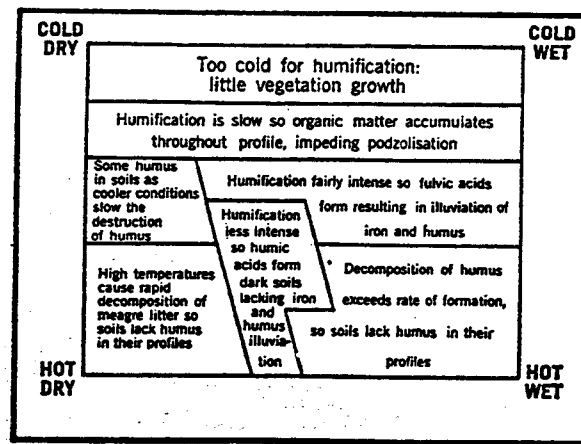 COLD
DRY
COLD
WET
Too cold for humification:
little vegetation growth
Humification is slow so organic matter accumulates
throughout profile, impeding podzolisation
Some humus
in soils as
cooler conditions
slow the
destruction
of humus
Humification fairly intense so fulvic acids
form resulting in illuviation of
iron and humus
Humification
less intense
so humic
acids form
dark soils
lacking iron
and
humus
illuvia-
tion
High temperatures
cause rapid
decomposition of
meagre litter so
soils lack humus
in their profiles
Decomposition of humus
exceeds rate of formation,
so soils lack humus in their
profiles
HOT
DRY
HOT
WET